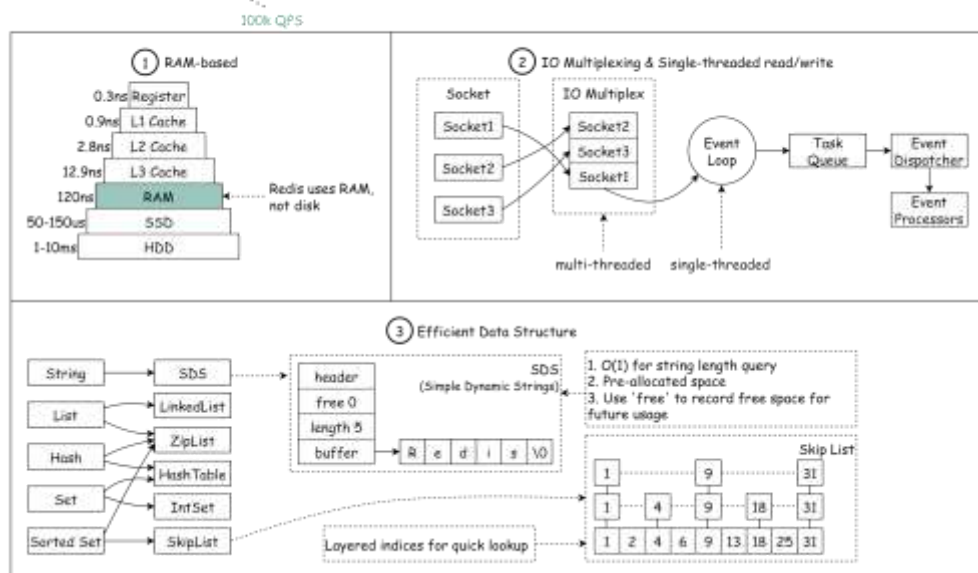 100k QPS
1 RAM-based
0.3ns Register
0.9ns L1 Cache
2.8ns L2 Cache
12.9ns L3 Cache
120ns RAM
50-150us SSD
1-10ms HDD
Redis uses RAM,
not disk
2 IO Multiplexing & Single-threaded read/write
Socket
Socket1
Socket2
Socket3
IO Multiplex
Socket2
Socket3
Socket1
Event
Loop
Task
Queue
Event
Dispatcher
Event
Processors
multi-threaded
single-threaded
3 Efficient Data Structure
String
List
Hash
Set
Sorted Set
SDS
LinkedList
ZipList
HashTable
IntSet
SkipList
header
free 0
length 5
buffer
SDS
(Simple Dynamic Strings)
R e d i s \0
1. O(1) for string length query
2. Pre-allocated space
3. Use 'free' to record free space for
future usage
Skip List
1 9 31
1 4 9 18 31
1 2 4 6 9 13 18 25 31
Layered indices for quick lookup